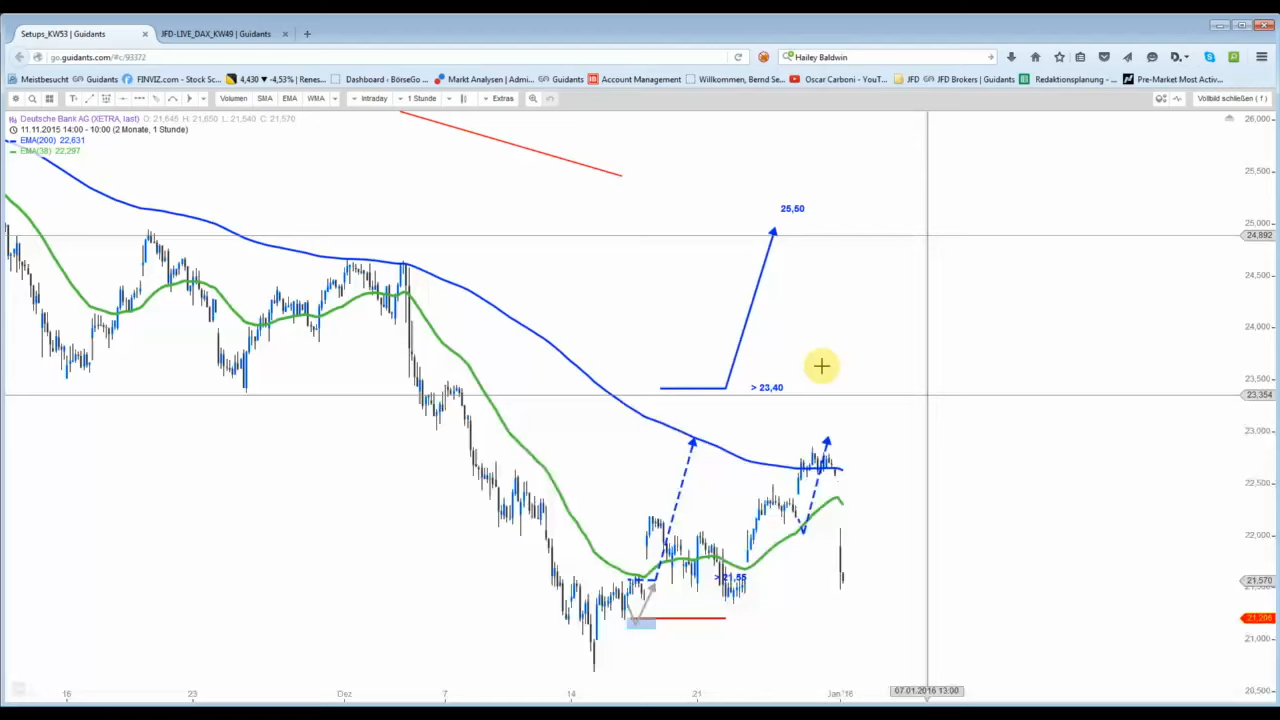 Setups_KW53 | Guidants
JFD-LIVE_DAX_KW49 | Guidants
go.guidants.com/#c/93372
Hailey Baldwin
Meistbesucht Guidants FINVIZ.com - Stock Sc... 4,430 ▼ -4,53% | Renes... Dashboard ‹ BörseGo ... Markt Analysen | Admi... Guidants Account Management Willkommen, Bernd Se... Oscar Carboni - YouT... JFD JFD Brokers | Guidants Redaktionsplanung - ... Pre-Market Most Activ...
Volumen SMA EMA WMA Intraday 1 Stunde Extras Vollbild schließen ( f )
Deutsche Bank AG (XETRA, last) O: 21,645 H: 21,650 L: 21,540 C: 21,570
11.11.2015 14:00 - 10:00 (2 Monate, 1 Stunde)
EMA(200) 22,631
EMA(38) 22,297
26,000
25,500
25,50
25,000
24,892
24,500
24,000
23,500
> 23,40
23,354
23,000
22,500
22,000
> 21,55
21,570
21,206
21,000
20,500
16 23 Dez 7 14 21 Jan '16
07.01.2016 13:00